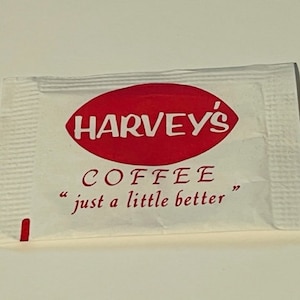 HARVEY'S
COFFEE
“ just a little better ”